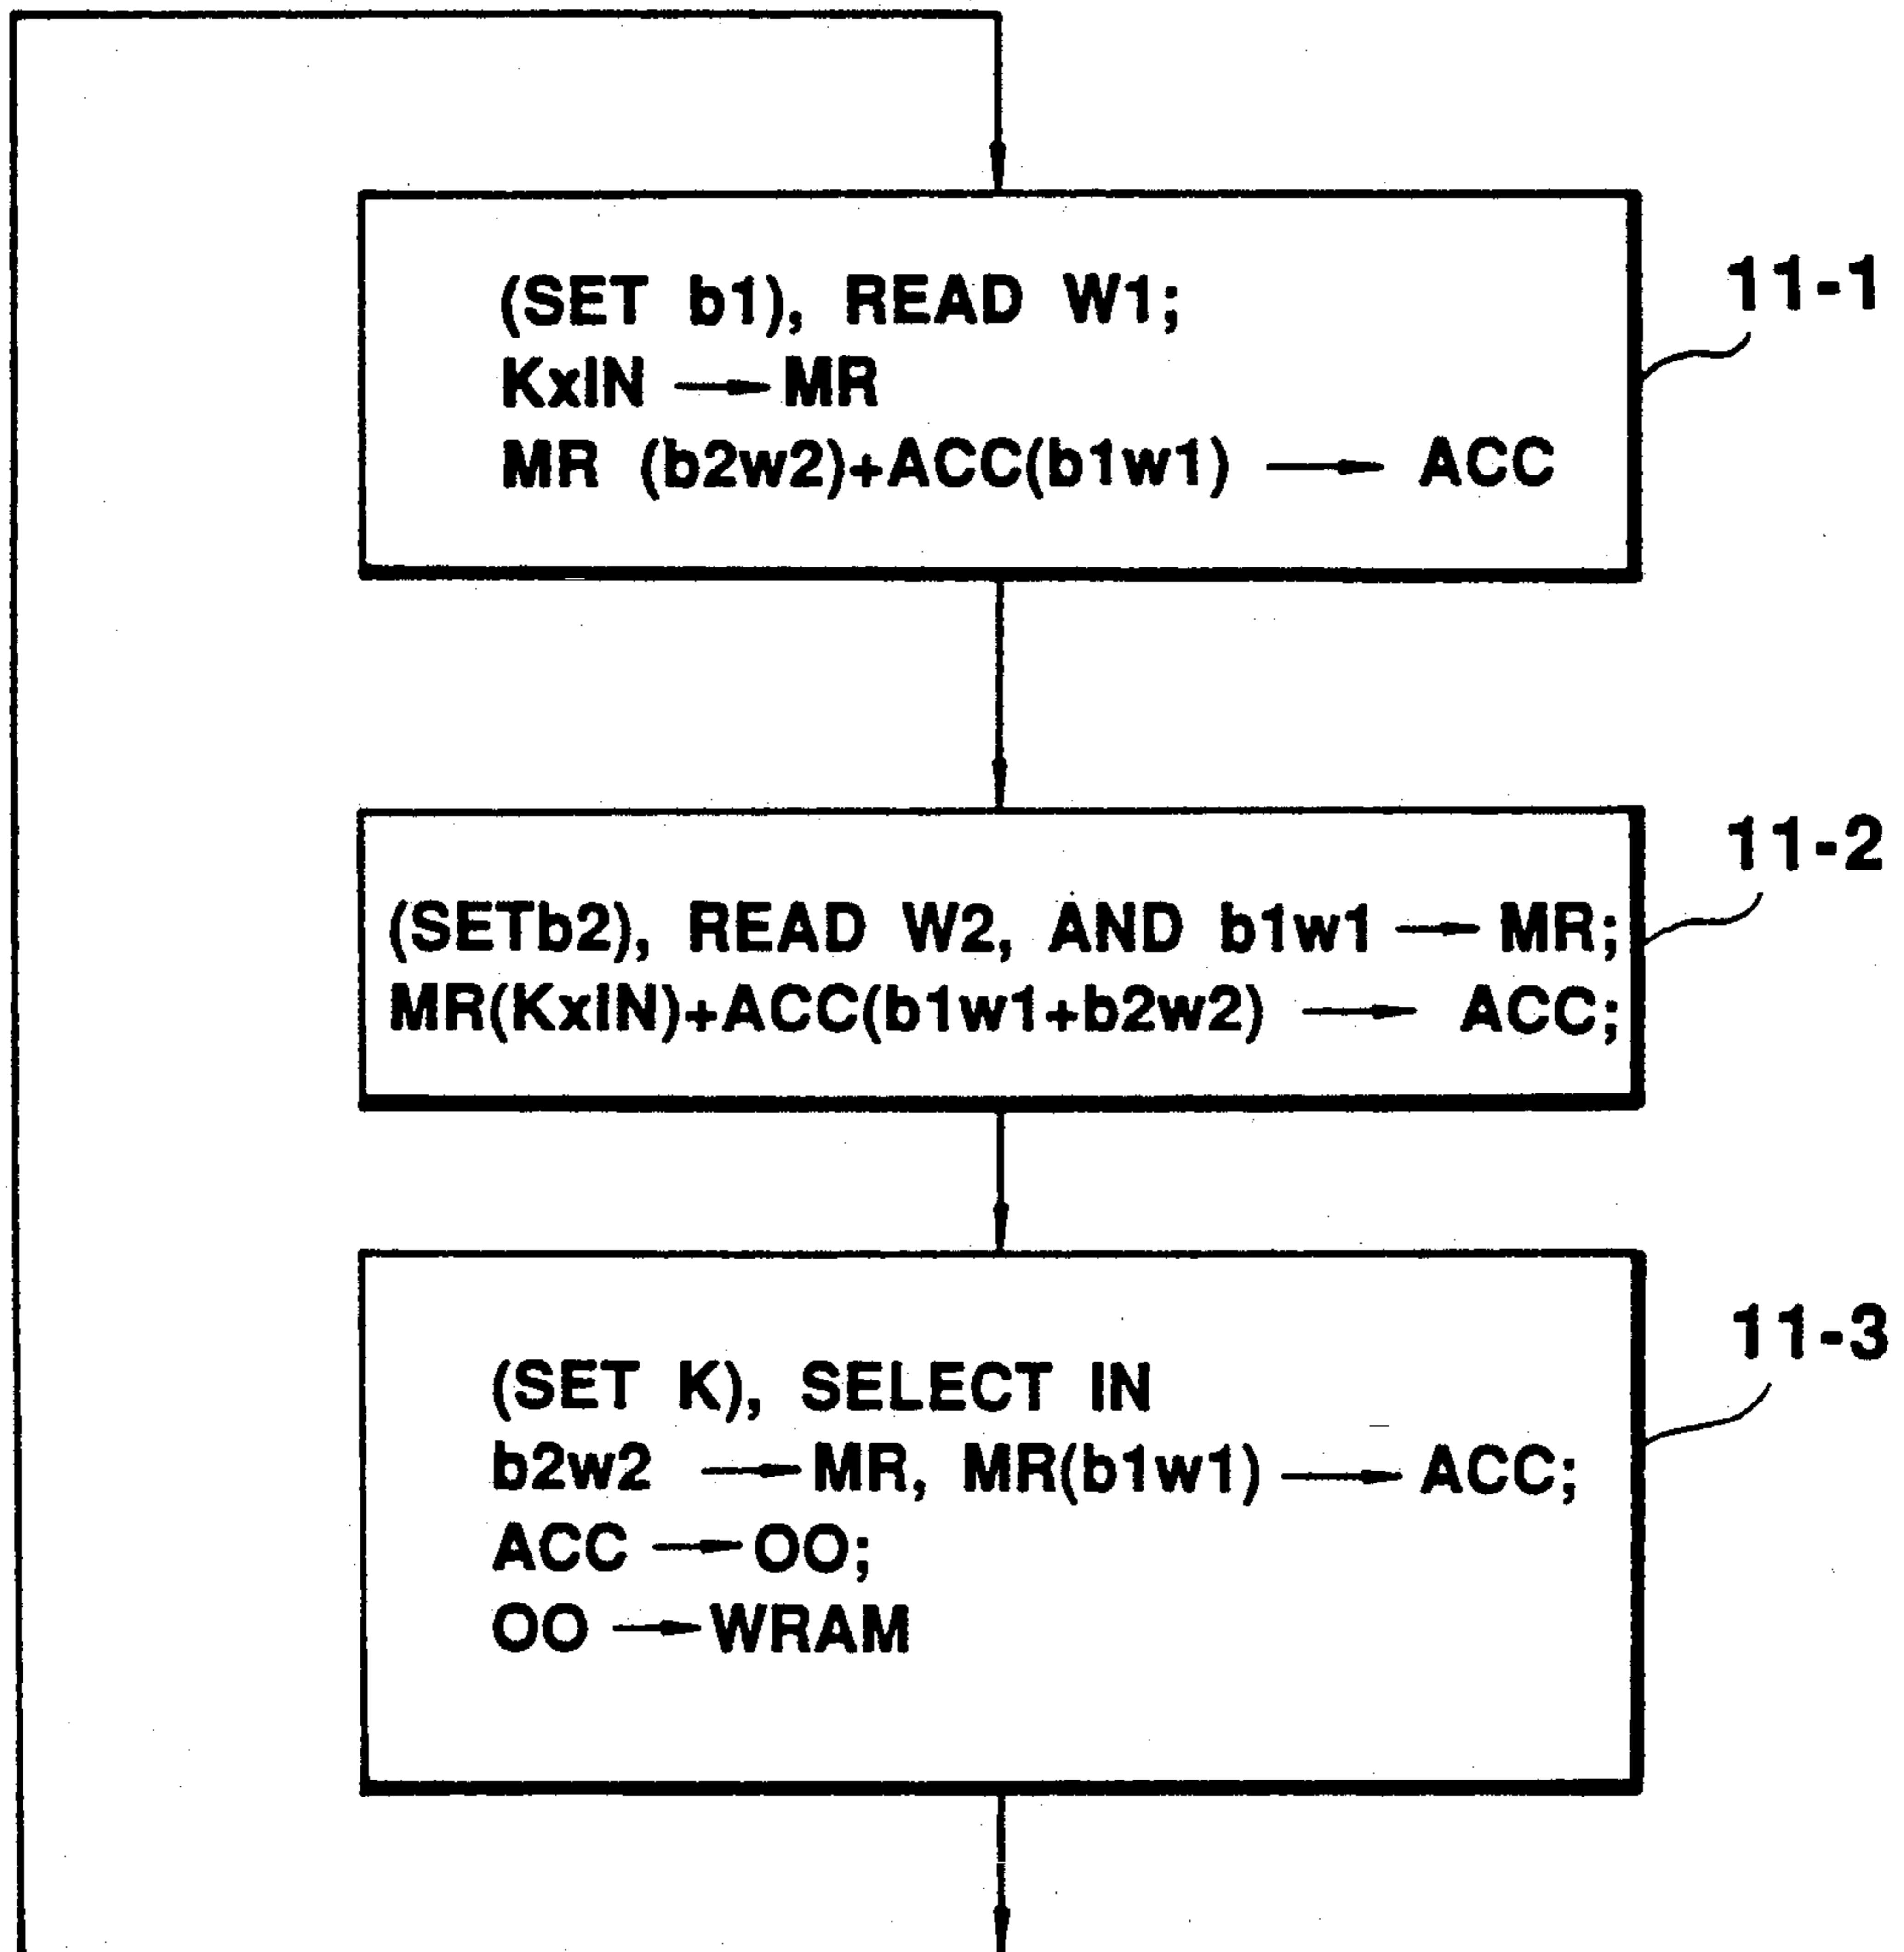 (SET b1), READ W1;
11-1
KxIN → MR
MR (b2w2)+ACC(b1w1) → ACC
11-2
(SETb2), READ W2, AND b1w1 → MR;
MR(KxIN)+ACC(b1w1+b2w2) → ACC;
11-3
(SET K), SELECT IN
b2w2 → MR, MR(b1w1) → ACC;
ACC → OO;
OO → WRAM